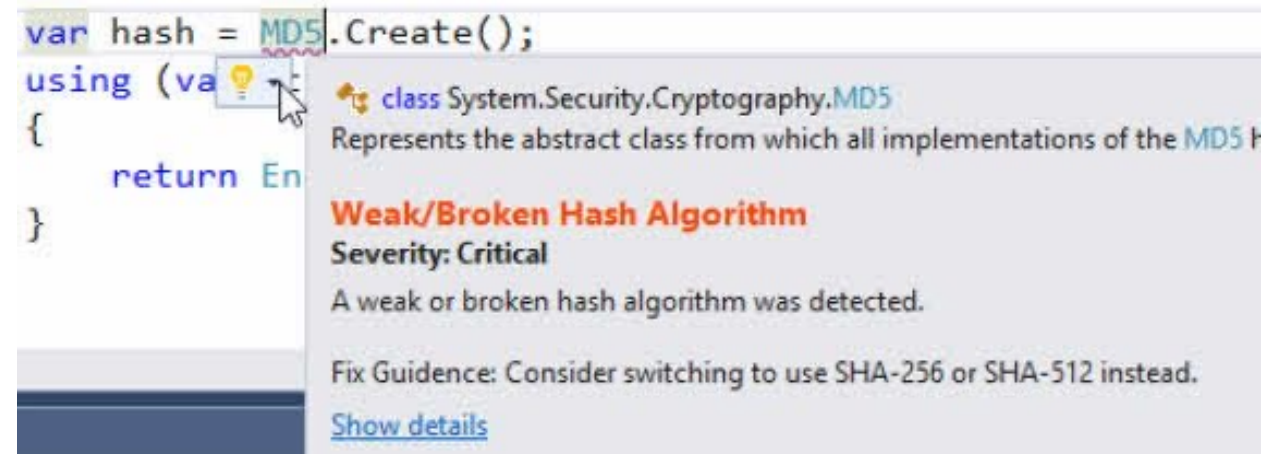 var hash = MD5.Create();
using (va
{
return En
}
class System.Security.Cryptography.MD5
Represents the abstract class from which all implementations of the MD5
Weak/Broken Hash Algorithm
Severity: Critical
A weak or broken hash algorithm was detected.
Fix Guidence: Consider switching to use SHA-256 or SHA-512 instead.
Show details